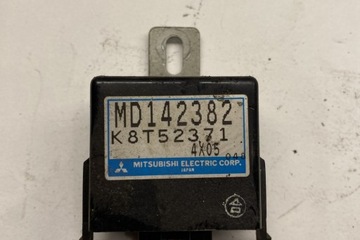 MD142382
K8T52371
4X05
MITSUBISHI ELECTRIC CORP.
JAPAN